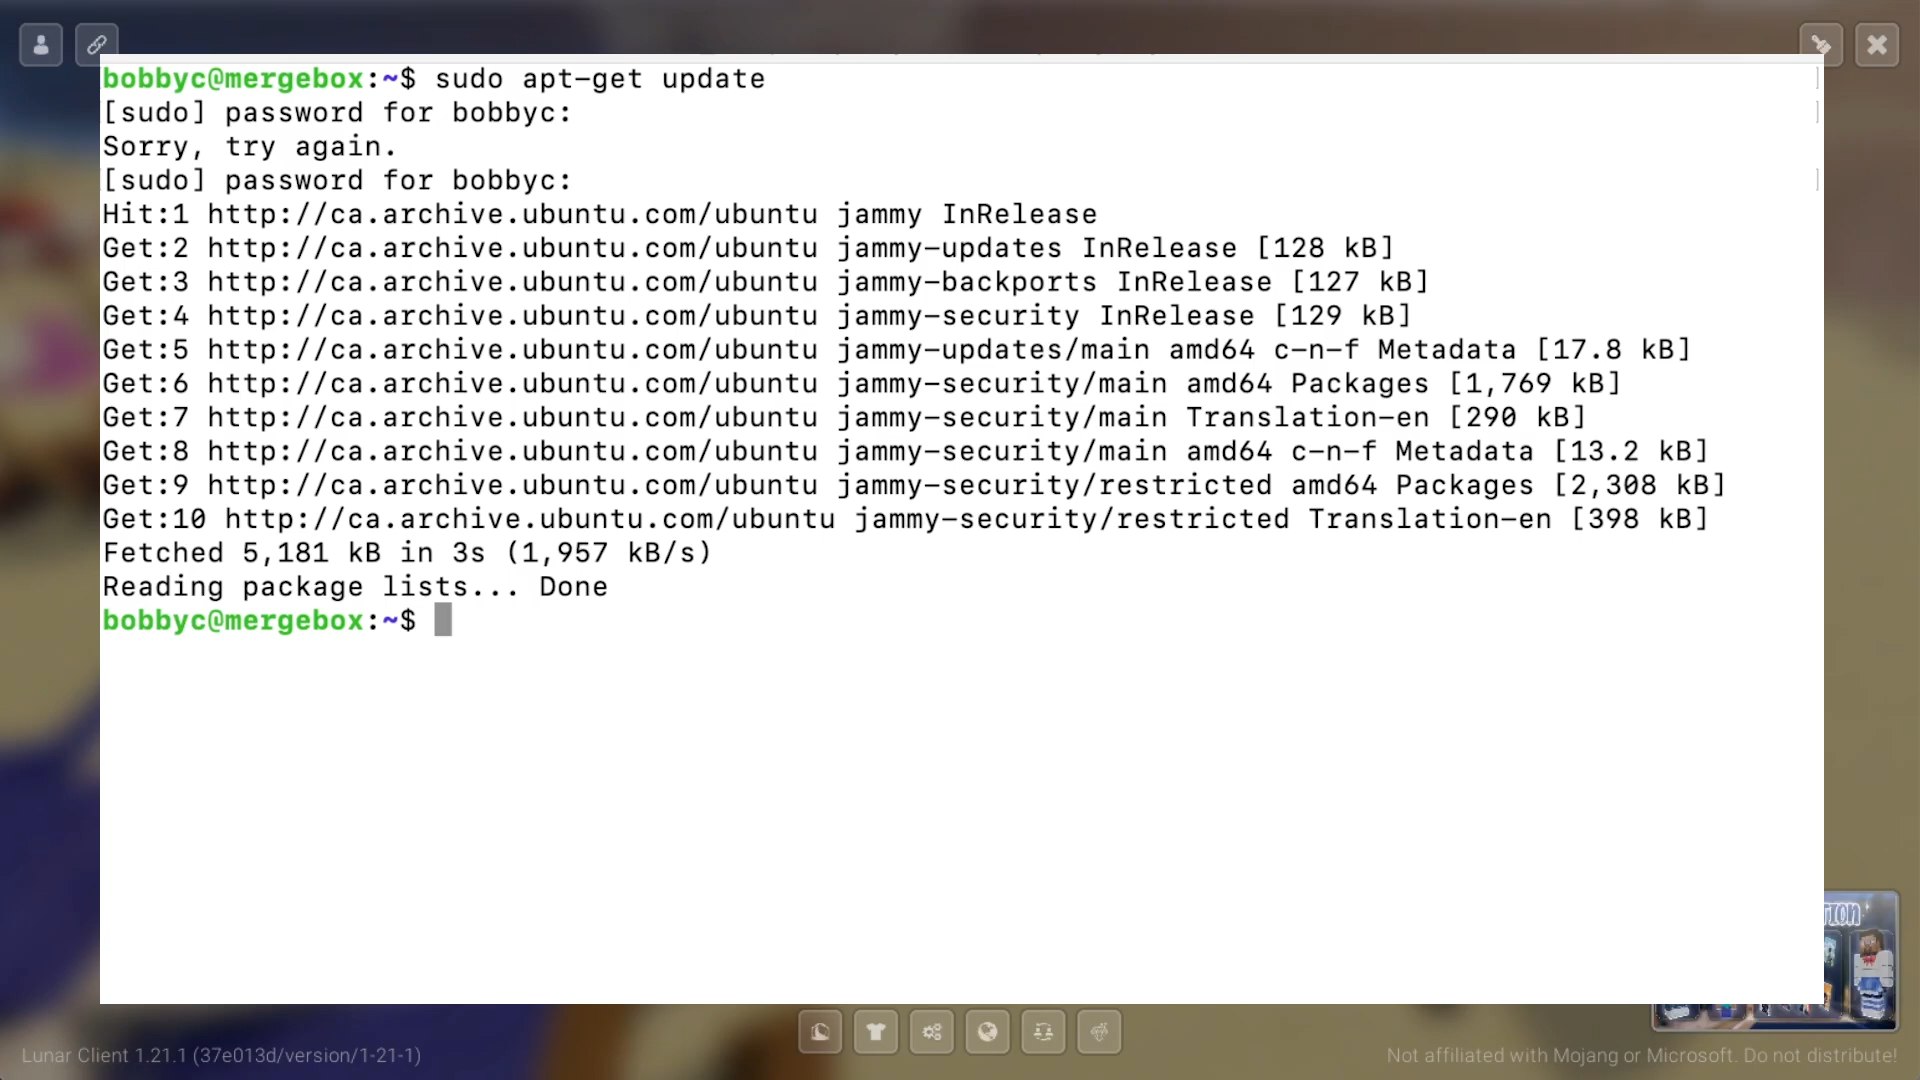 bobbyc@mergebox:~$ sudo apt-get update
[sudo] password for bobbyc:
Sorry, try again.
[sudo] password for bobbyc:
Hit:1 http://ca.archive.ubuntu.com/ubuntu jammy InRelease
Get:2 http://ca.archive.ubuntu.com/ubuntu jammy-updates InRelease [128 kB]
Get:3 http://ca.archive.ubuntu.com/ubuntu jammy-backports InRelease [127 kB]
Get:4 http://ca.archive.ubuntu.com/ubuntu jammy-security InRelease [129 kB]
Get:5 http://ca.archive.ubuntu.com/ubuntu jammy-updates/main amd64 c-n-f Metadata [17.8 kB]
Get:6 http://ca.archive.ubuntu.com/ubuntu jammy-security/main amd64 Packages [1,769 kB]
Get:7 http://ca.archive.ubuntu.com/ubuntu jammy-security/main Translation-en [290 kB]
Get:8 http://ca.archive.ubuntu.com/ubuntu jammy-security/main amd64 c-n-f Metadata [13.2 kB]
Get:9 http://ca.archive.ubuntu.com/ubuntu jammy-security/restricted amd64 Packages [2,308 kB]
Get:10 http://ca.archive.ubuntu.com/ubuntu jammy-security/restricted Translation-en [398 kB]
Fetched 5,181 kB in 3s (1,957 kB/s)
Reading package lists... Done
bobbyc@mergebox:~$
Lunar Client 1.21.1 (37e013d/version/1-21-1)
Not affiliated with Mojang or Microsoft. Do not distribute!